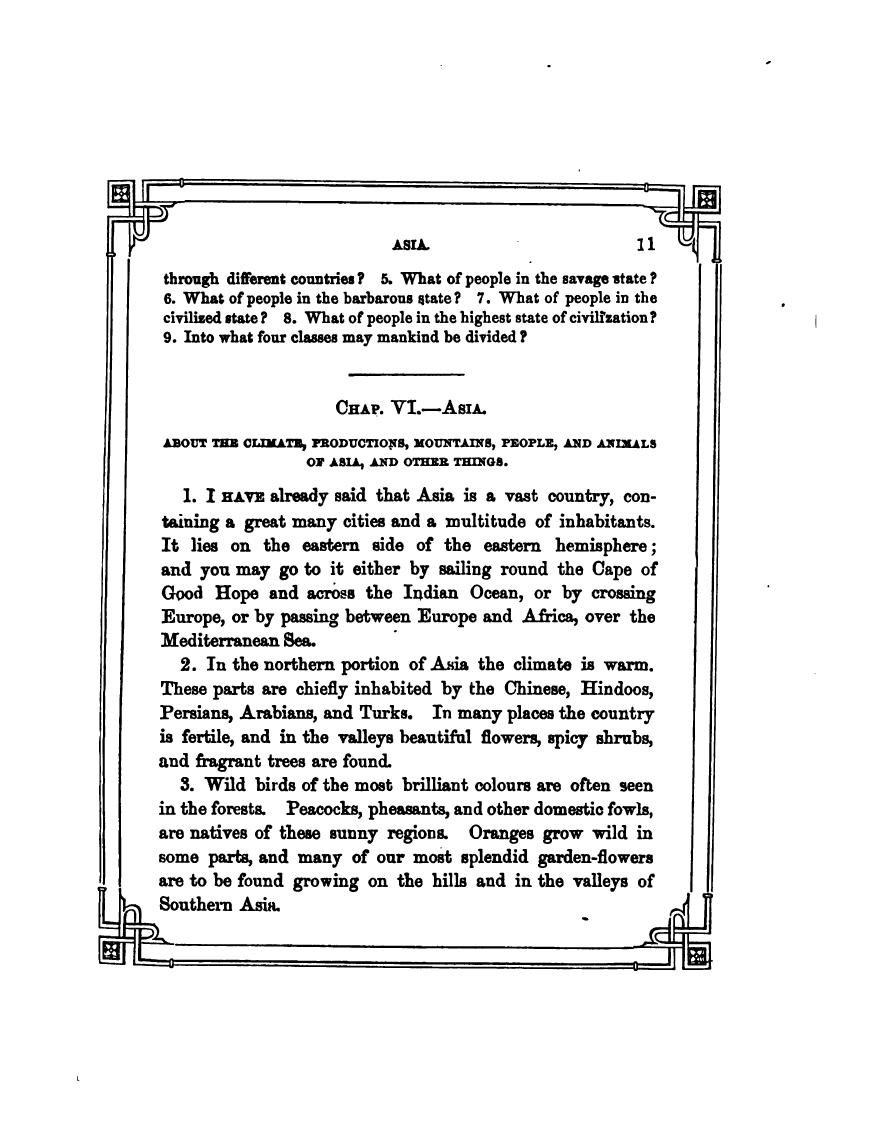 ASIA. 11
through different countries? 5. What of people in the savage state?
6. What of people in the barbarous state? 7. What of people in the
civilized state? 8. What of people in the highest state of civilization?
9. Into what four classes may mankind be divided?
CHAP. VI.—ASIA.
ABOUT THE CLIMATE, PRODUCTIONS, MOUNTAINS, PEOPLE, AND ANIMALS
OF ASIA, AND OTHER THINGS.
1. I HAVE already said that Asia is a vast country, con-
taining a great many cities and a multitude of inhabitants.
It lies on the eastern side of the eastern hemisphere;
and you may go to it either by sailing round the Cape of
Good Hope and across the Indian Ocean, or by crossing
Europe, or by passing between Europe and Africa, over the
Mediterranean Sea.
2. In the northern portion of Asia the climate is warm.
These parts are chiefly inhabited by the Chinese, Hindoos,
Persians, Arabians, and Turks. In many places the country
is fertile, and in the valleys beautiful flowers, spicy shrubs,
and fragrant trees are found.
3. Wild birds of the most brilliant colours are often seen
in the forests. Peacocks, pheasants, and other domestic fowls,
are natives of these sunny regions. Oranges grow wild in
some parts, and many of our most splendid garden-flowers
are to be found growing on the hills and in the valleys of
Southern Asia.